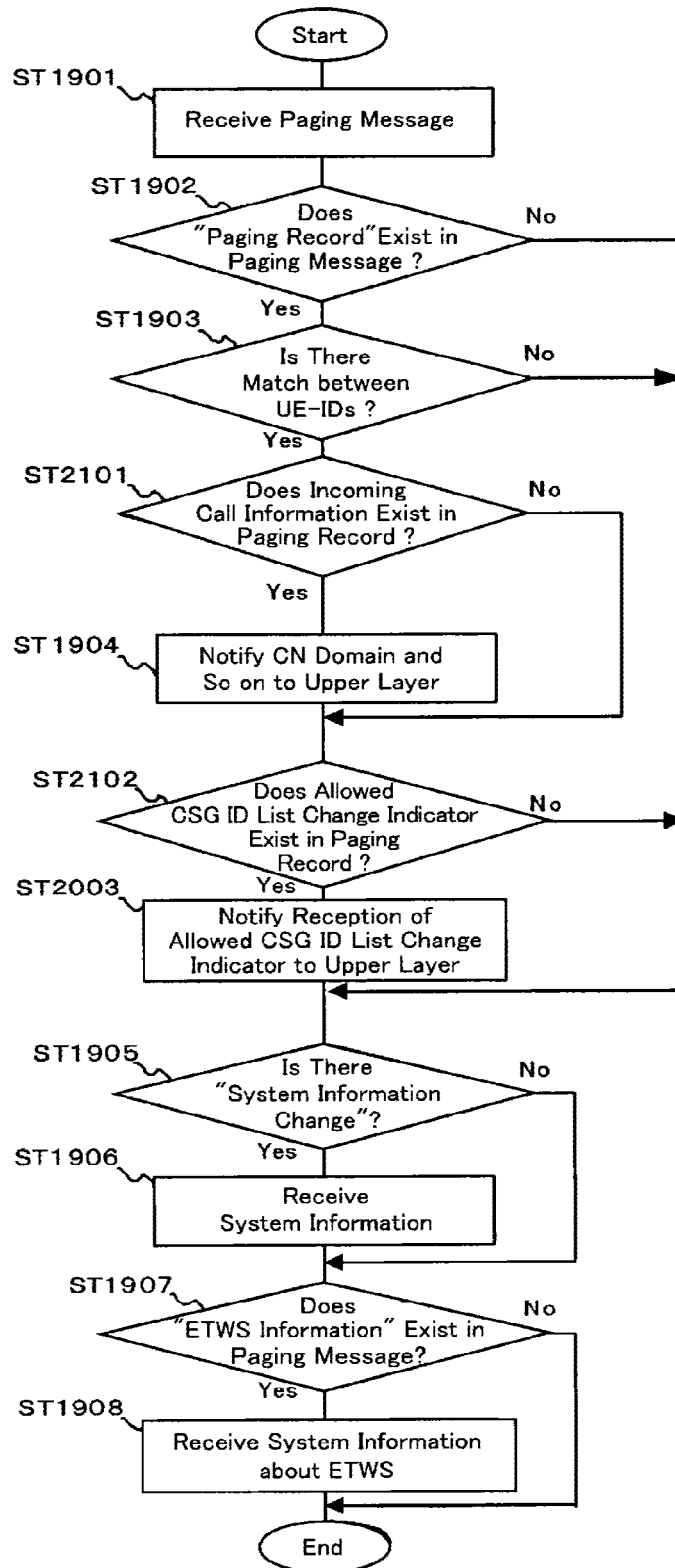 Start
ST1901
Receive Paging Message
ST1902
Does
"Paging Record"Exist in
Paging Message ?
No
Yes
ST1903
Is There
Match between
UE-IDs ?
No
Yes
ST2101
Does Incoming
Call Information Exist in
Paging Record ?
No
Yes
ST1904
Notify CN Domain and
So on to Upper Layer
ST2102
Does Allowed
CSG ID List Change Indicator
Exist in Paging
Record ?
No
Yes
ST2003
Notify Reception of
Allowed CSG ID List Change
Indicator to Upper Layer
ST1905
Is There
"System Information
Change"?
No
Yes
ST1906
Receive
System Information
ST1907
Does
"ETWS Information" Exist in
Paging Message?
No
Yes
ST1908
Receive System Information
about ETWS
End